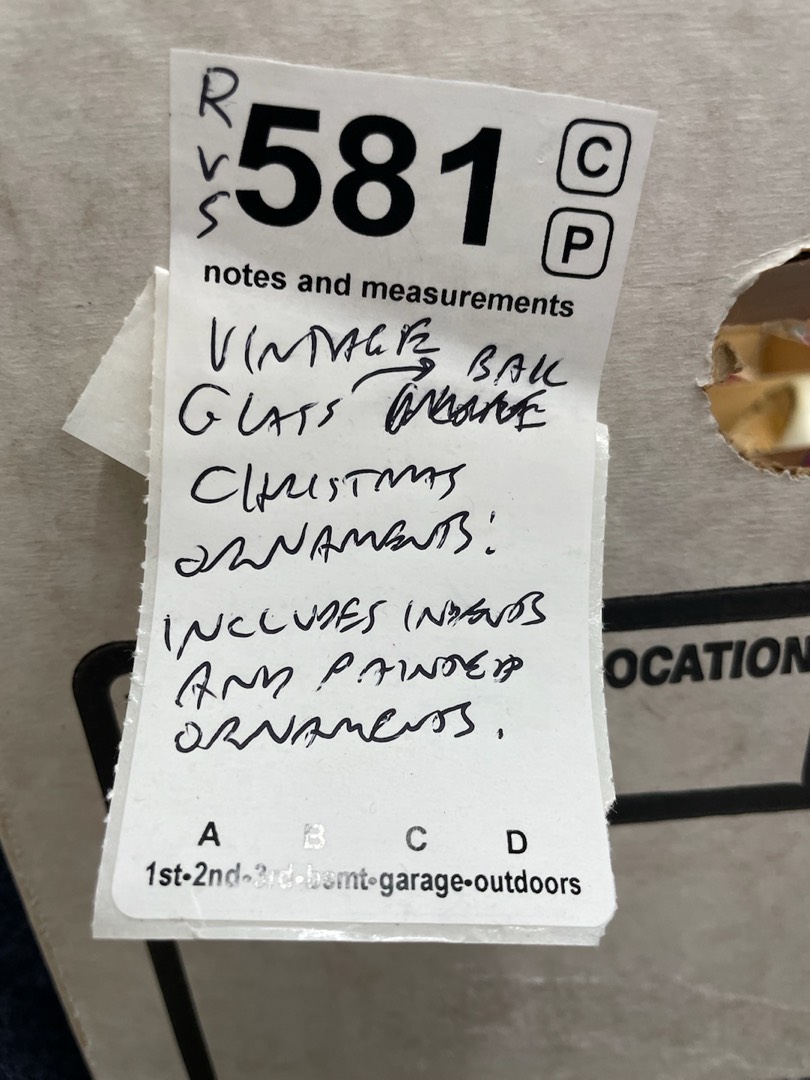 RVS
581
C
P
notes and measurements
VINTAGE
GLASS BALL
CHRISTMAS
ORNAMENTS:
INCLUDES INDENTS
AND PAINTED
ORNAMENTS.
A B C D
1st•2nd•3rd•bsmt•garage•outdoors
OCATION